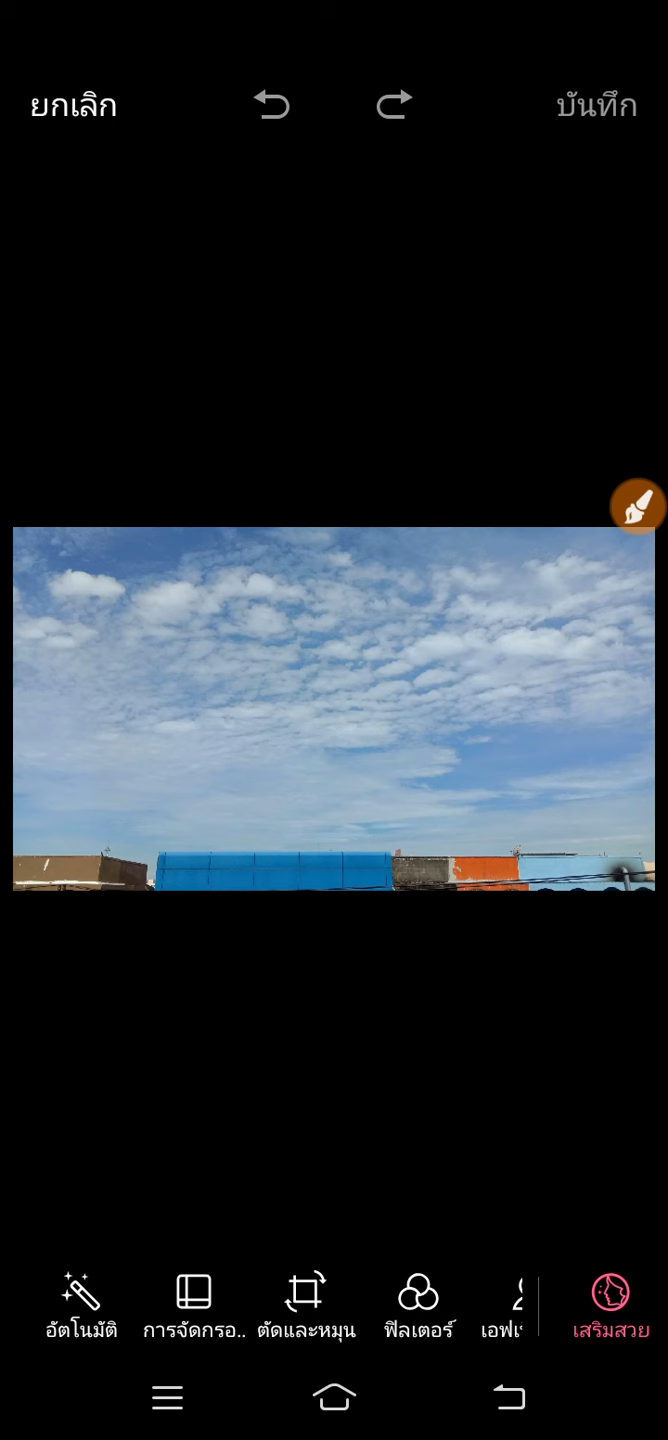 ยกเลิก
บันทึก
อัตโนมัติ
การจัดกรอ..
ตัดและหมุน
ฟิลเตอร์
เสริมสวย